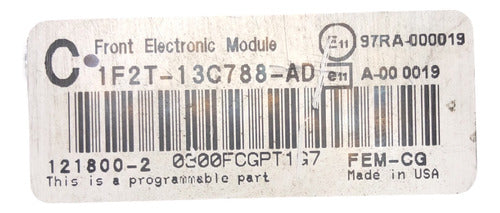 Front Electronic Module
E11 97RA-000019
C 1F2T-13C788-AD
e11 A-00 0019
121800-2 0300FCGPT1G7 FEM-CG
This is a programmable part Made in USA